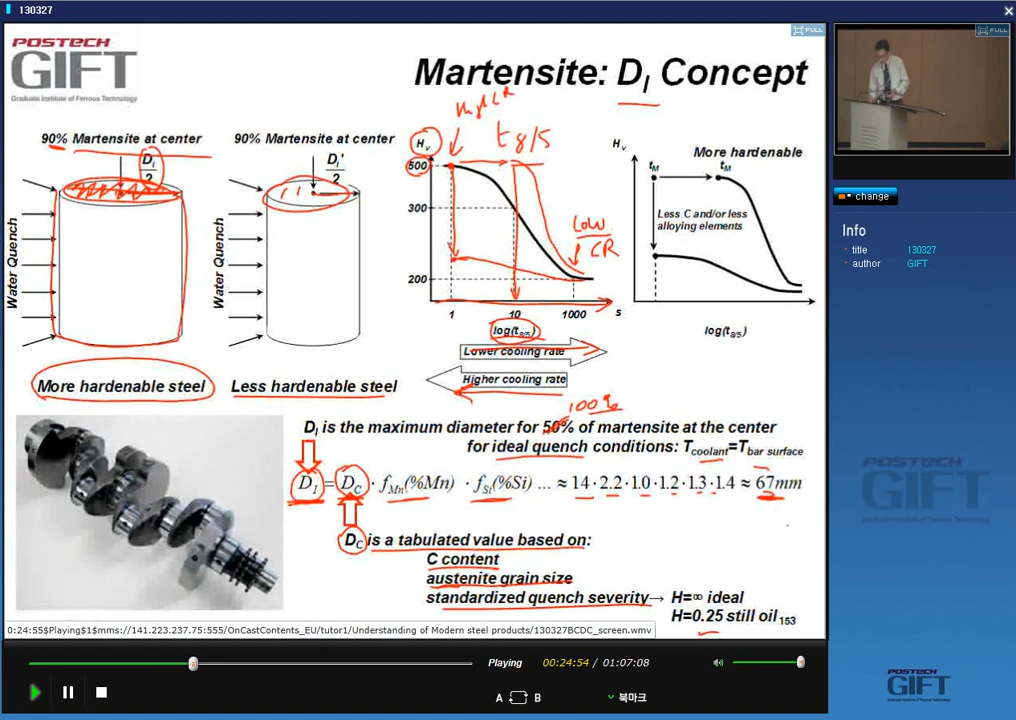 130327
POSTECH
GIFT
Graduate Institute of Ferrous Technology
Martensite: DI Concept
FULL
FULL
90% Martensite at center
DI
2
Water Quench
More hardenable steel
90% Martensite at center
DI'
2
Water Quench
Less hardenable steel
High CR
t 8/5
Hv
500
300
200
1
10
1000
s
log(t8/5)
Low
CR
Lower cooling rate
Higher cooling rate
Hv
More hardenable
tM
tM
Less C and/or less
alloying elements
log(t8/5)
100%
DI is the maximum diameter for 50% of martensite at the center
for ideal quench conditions: Tcoolant=Tbar surface
DI = DC · fMn(%Mn) · fSi(%Si) ... ≈ 14 · 2.2 · 1.0 · 1.2 · 1.3 · 1.4 ≈ 67mm
DC is a tabulated value based on:
C content
austenite grain size
standardized quench severity→ H=∞ ideal
H=0.25 still oil
153
0:24:55$Playing$1$mms://141.223.237.75:555/OnCastContents_EU/tutor1/Understanding of Modern steel products/130327BCDC_screen.wmv
Playing
00:24:54 / 01:07:08
A
B
북마크
change
Info
title 130327
author GIFT
POSTECH
GIFT
POSTECH
GIFT